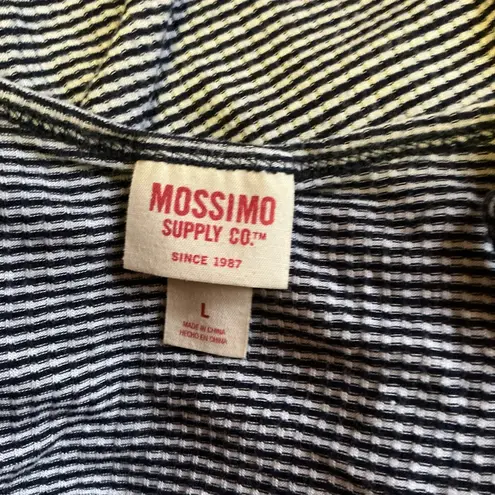 MOSSIMO
SUPPLY CO.™
SINCE 1987
L
MADE IN CHINA
HECHO EN CHINA